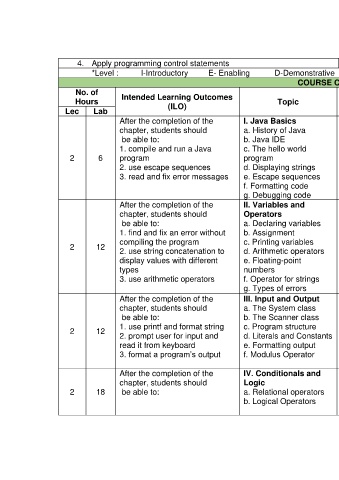 4. Apply programming control statements
*Level : I-Introductory E- Enabling D-Demonstrative
COURSE C
No. of
Hours
Intended Learning Outcomes
(ILO)
Topic
Lec Lab
2 6
After the completion of the
chapter, students should
be able to:
1. compile and run a Java
program
2. use escape sequences
3. read and fix error messages
I. Java Basics
a. History of Java
b. Java IDE
c. The hello world
program
d. Displaying strings
e. Escape sequences
f. Formatting code
g. Debugging code
2 12
After the completion of the
chapter, students should
be able to:
1. find and fix an error without
compiling the program
2. use string concatenation to
display values with different
types
3. use arithmetic operators
II. Variables and
Operators
a. Declaring variables
b. Assignment
c. Printing variables
d. Arithmetic operators
e. Floating-point
numbers
f. Operator for strings
g. Types of errors
2 12
After the completion of the
chapter, students should
be able to:
1. use printf and format string
2. prompt user for input and
read it from keyboard
3. format a program's output
III. Input and Output
a. The System class
b. The Scanner class
c. Program structure
d. Literals and Constants
e. Formatting output
f. Modulus Operator
2 18
After the completion of the
chapter, students should
be able to:
IV. Conditionals and
Logic
a. Relational operators
b. Logical Operators